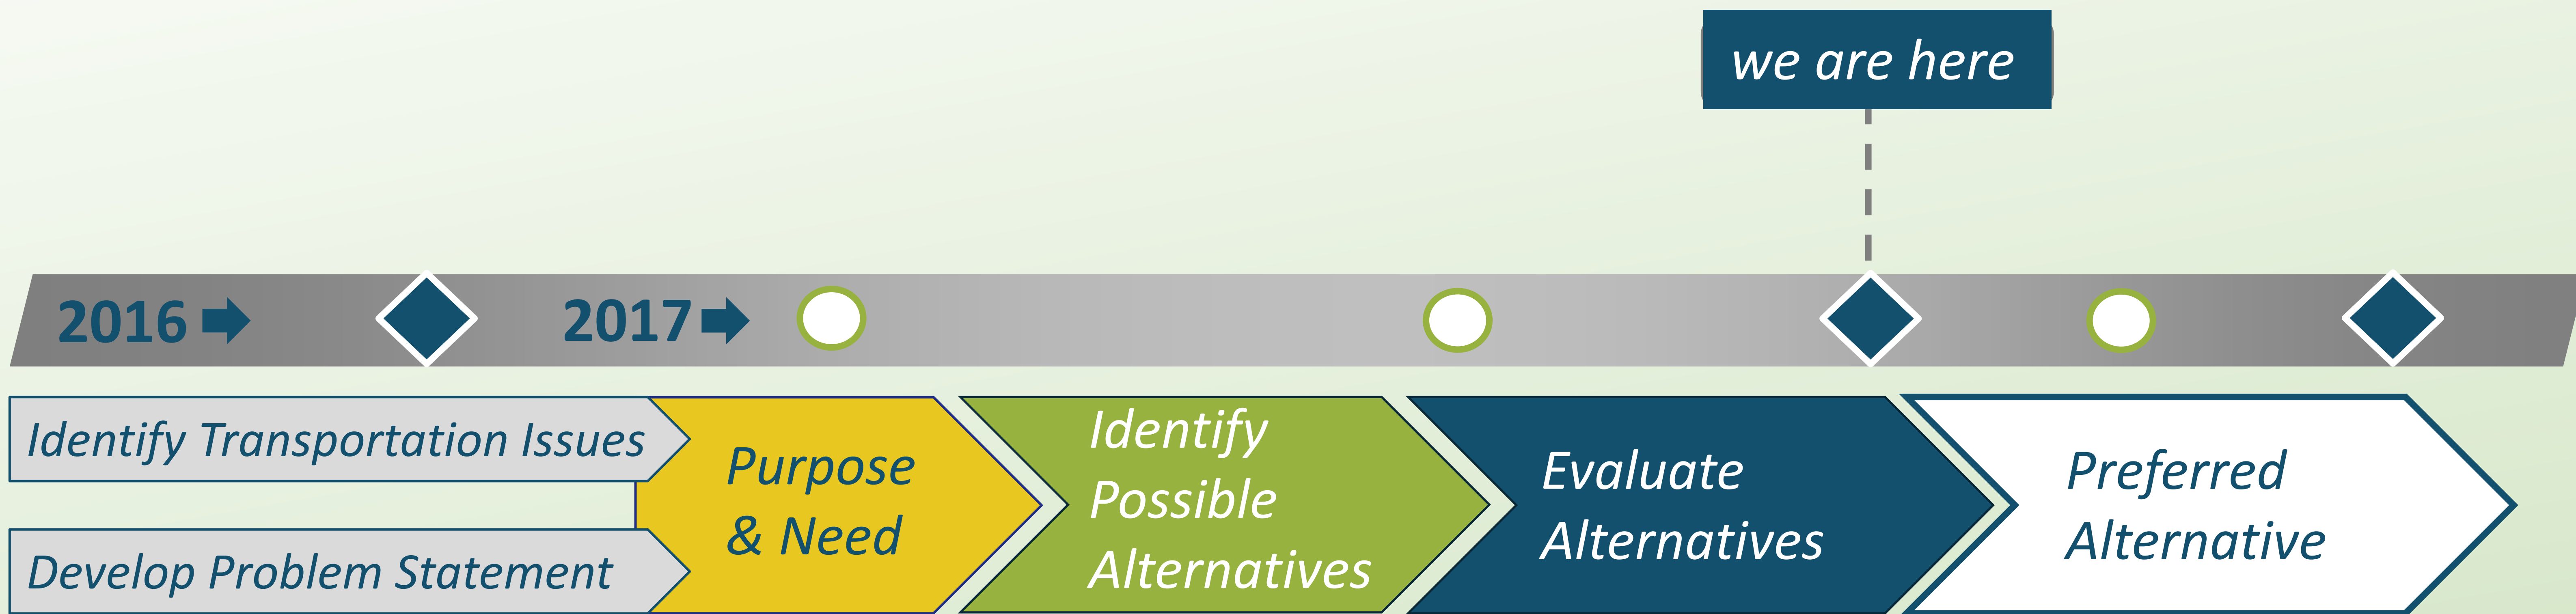 we are here
2016
2017
Identify Transportation Issues
Develop Problem Statement
Purpose
& Need
Identify
Possible
Alternatives
Evaluate
Alternatives
Preferred
Alternative